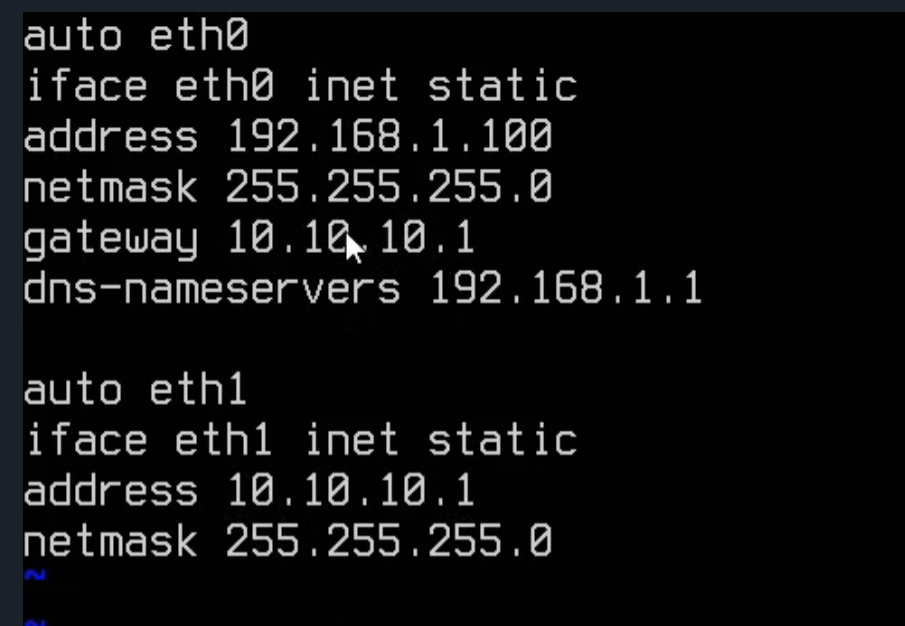 auto eth0
iface eth0 inet static
address 192.168.1.100
netmask 255.255.255.0
gateway 10.10.10.1
dns-nameservers 192.168.1.1
auto eth1
iface eth1 inet static
address 10.10.10.1
netmask 255.255.255.0
~
~